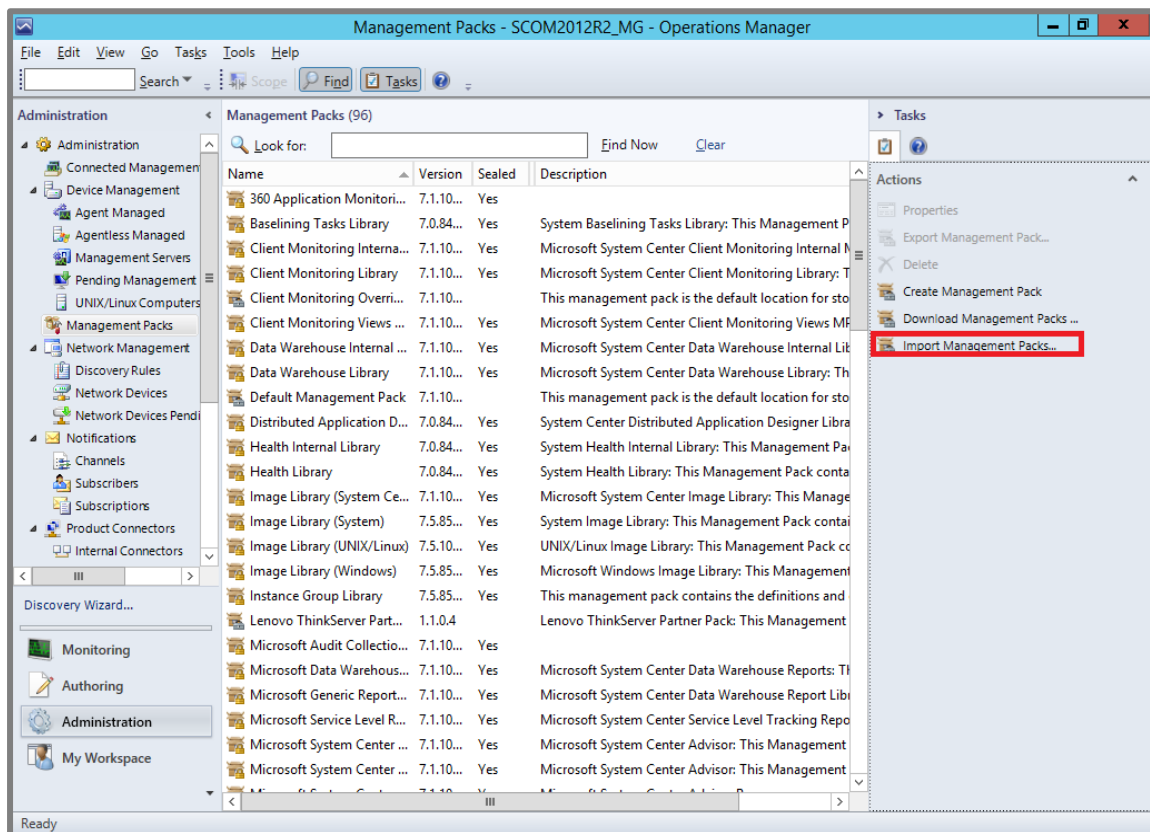 Management Packs - SCOM2012R2_MG - Operations Manager
File Edit View Go Tasks Tools Help
Search Scope Find Tasks
Administration
Administration
Connected Managemen
Device Management
Agent Managed
Agentless Managed
Management Servers
Pending Management
UNIX/Linux Computers
Management Packs
Network Management
Discovery Rules
Network Devices
Network Devices Pendi
Notifications
Channels
Subscribers
Subscriptions
Product Connectors
Internal Connectors
Discovery Wizard...
Monitoring
Authoring
Administration
My Workspace
Management Packs (96)
Look for: Find Now Clear
Name Version Sealed Description
360 Application Monitori... 7.1.10... Yes
Baselining Tasks Library 7.0.84... Yes System Baselining Tasks Library: This Management P
Client Monitoring Interna... 7.1.10... Yes Microsoft System Center Client Monitoring Internal M
Client Monitoring Library 7.1.10... Yes Microsoft System Center Client Monitoring Library: T
Client Monitoring Overri... 7.1.10... This management pack is the default location for sto
Client Monitoring Views ... 7.1.10... Yes Microsoft System Center Client Monitoring Views MP
Data Warehouse Internal ... 7.1.10... Yes Microsoft System Center Data Warehouse Internal Lib
Data Warehouse Library 7.1.10... Yes Microsoft System Center Data Warehouse Library: Th
Default Management Pack 7.1.10... This management pack is the default location for sto
Distributed Application D... 7.0.84... Yes System Center Distributed Application Designer Libra
Health Internal Library 7.0.84... Yes System Health Internal Library: This Management Pa
Health Library 7.0.84... Yes System Health Library: This Management Pack conta
Image Library (System Ce... 7.1.10... Yes Microsoft System Center Image Library: This Manage
Image Library (System) 7.5.85... Yes System Image Library: This Management Pack contai
Image Library (UNIX/Linux) 7.5.10... Yes UNIX/Linux Image Library: This Management Pack co
Image Library (Windows) 7.5.85... Yes Microsoft Windows Image Library: This Management
Instance Group Library 7.5.85... Yes This management pack contains the definitions and
Lenovo ThinkServer Part... 1.1.0.4 Lenovo ThinkServer Partner Pack: This Management
Microsoft Audit Collectio... 7.1.10... Yes
Microsoft Data Warehous... 7.1.10... Yes Microsoft System Center Data Warehouse Reports: Th
Microsoft Generic Report... 7.1.10... Yes Microsoft System Center Data Warehouse Report Libr
Microsoft Service Level R... 7.1.10... Yes Microsoft System Center Service Level Tracking Repo
Microsoft System Center ... 7.1.10... Yes Microsoft System Center Advisor: This Management
Microsoft System Center ... 7.1.10... Yes Microsoft System Center Advisor: This Management
Tasks
Actions
Properties
Export Management Pack...
Delete
Create Management Pack
Download Management Packs ...
Import Management Packs...
Ready